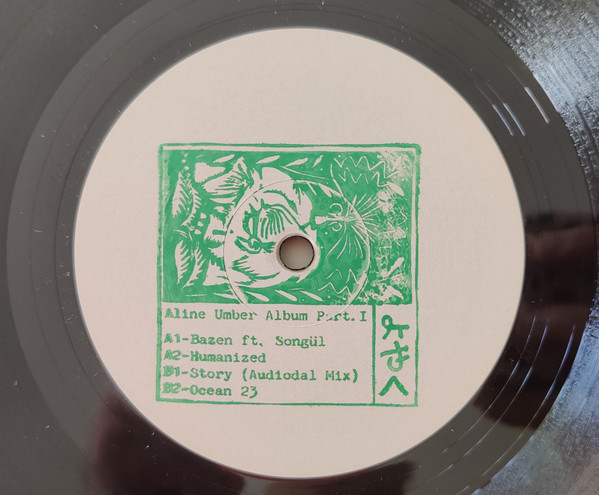 Aline Umber Album Part.I
A1-Bazen ft. Songül
A2-Humanized
B1-Story (Audiodal Mix)
B2-Ocean 23